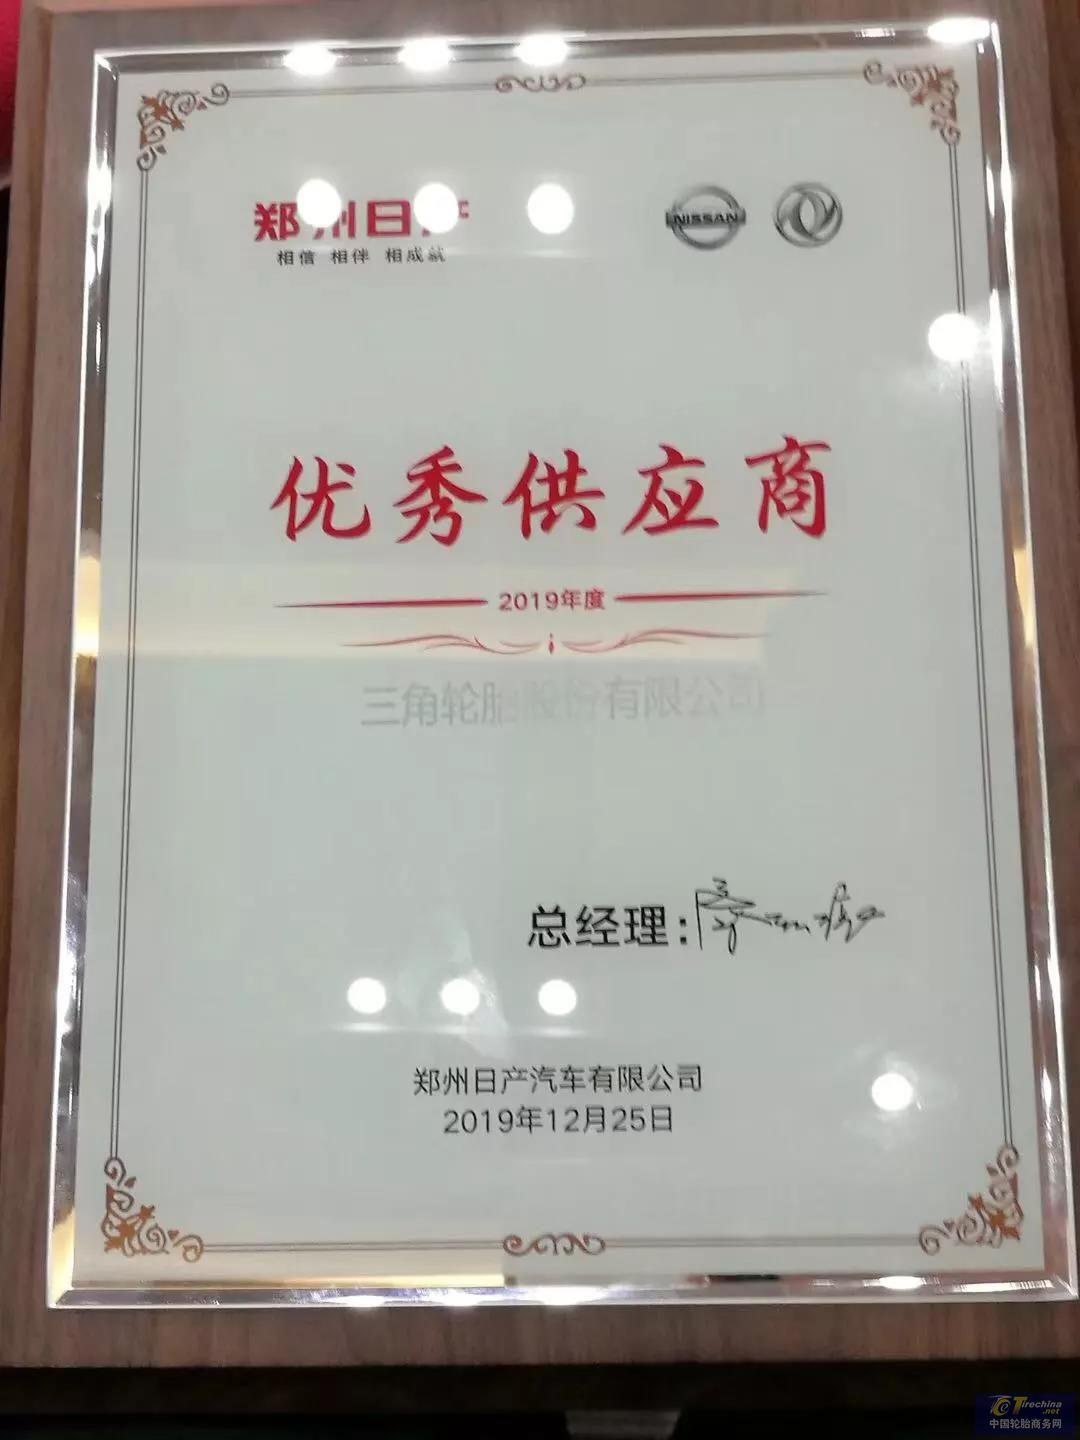 郑州日产
相信 相伴 相成就
NISSAN
优秀供应商
2019年度
三角轮胎股份有限公司
总经理:
郑州日产汽车有限公司
2019年12月25日
Tirechina
.net
中国轮胎商务网